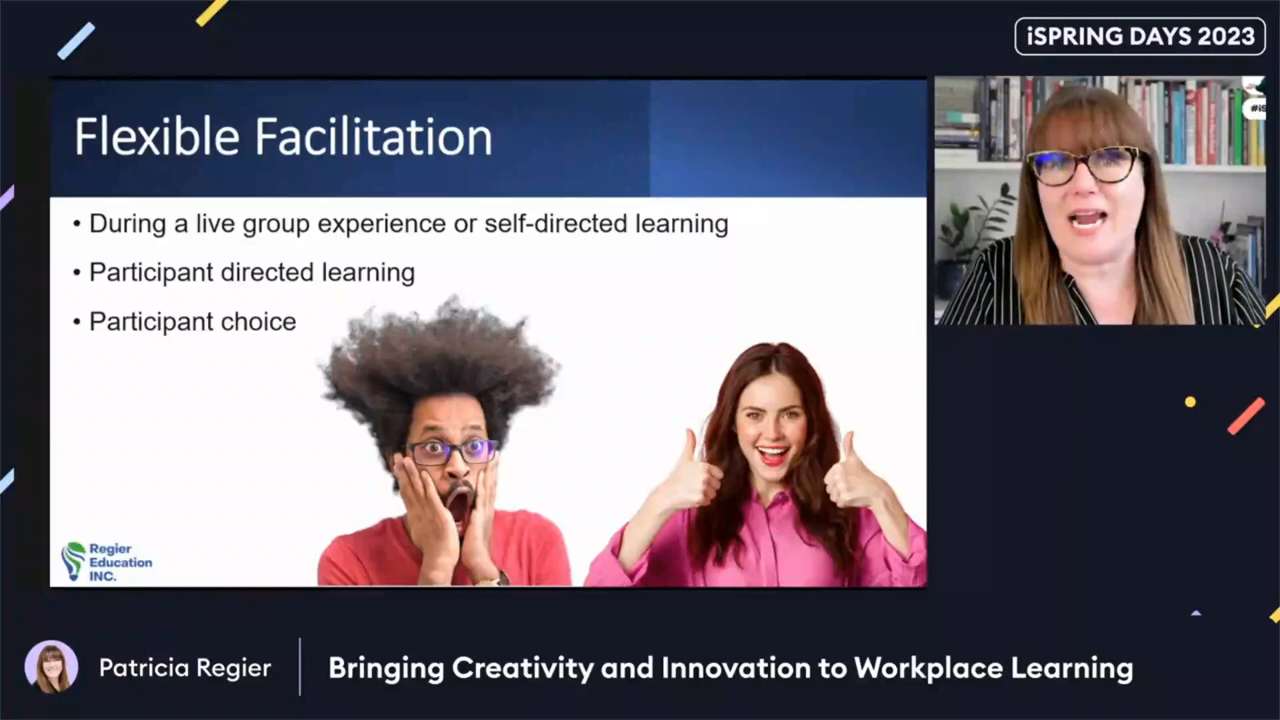 iSPRING DAYS 2023
Flexible Facilitation
• During a live group experience or self-directed learning
• Participant directed learning
• Participant choice
Regier
Education
INC.
Patricia Regier
Bringing Creativity and Innovation to Workplace Learning